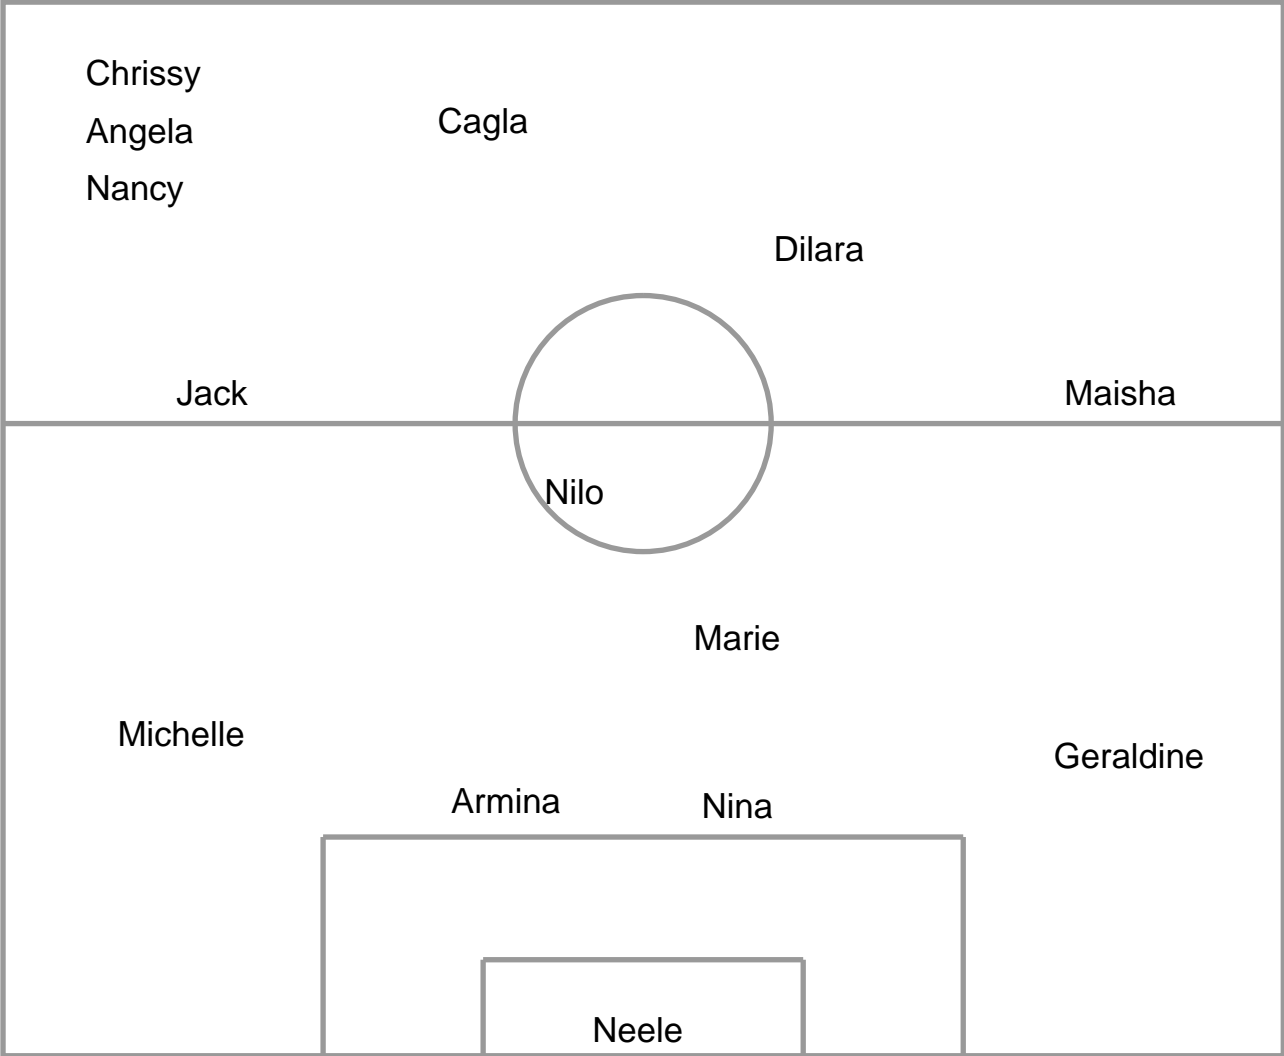 Chrissy
Angela
Cagla
Nancy
Dilara
Jack
Maisha
Nilo
Marie
Michelle
Geraldine
Armina
Nina
Neele